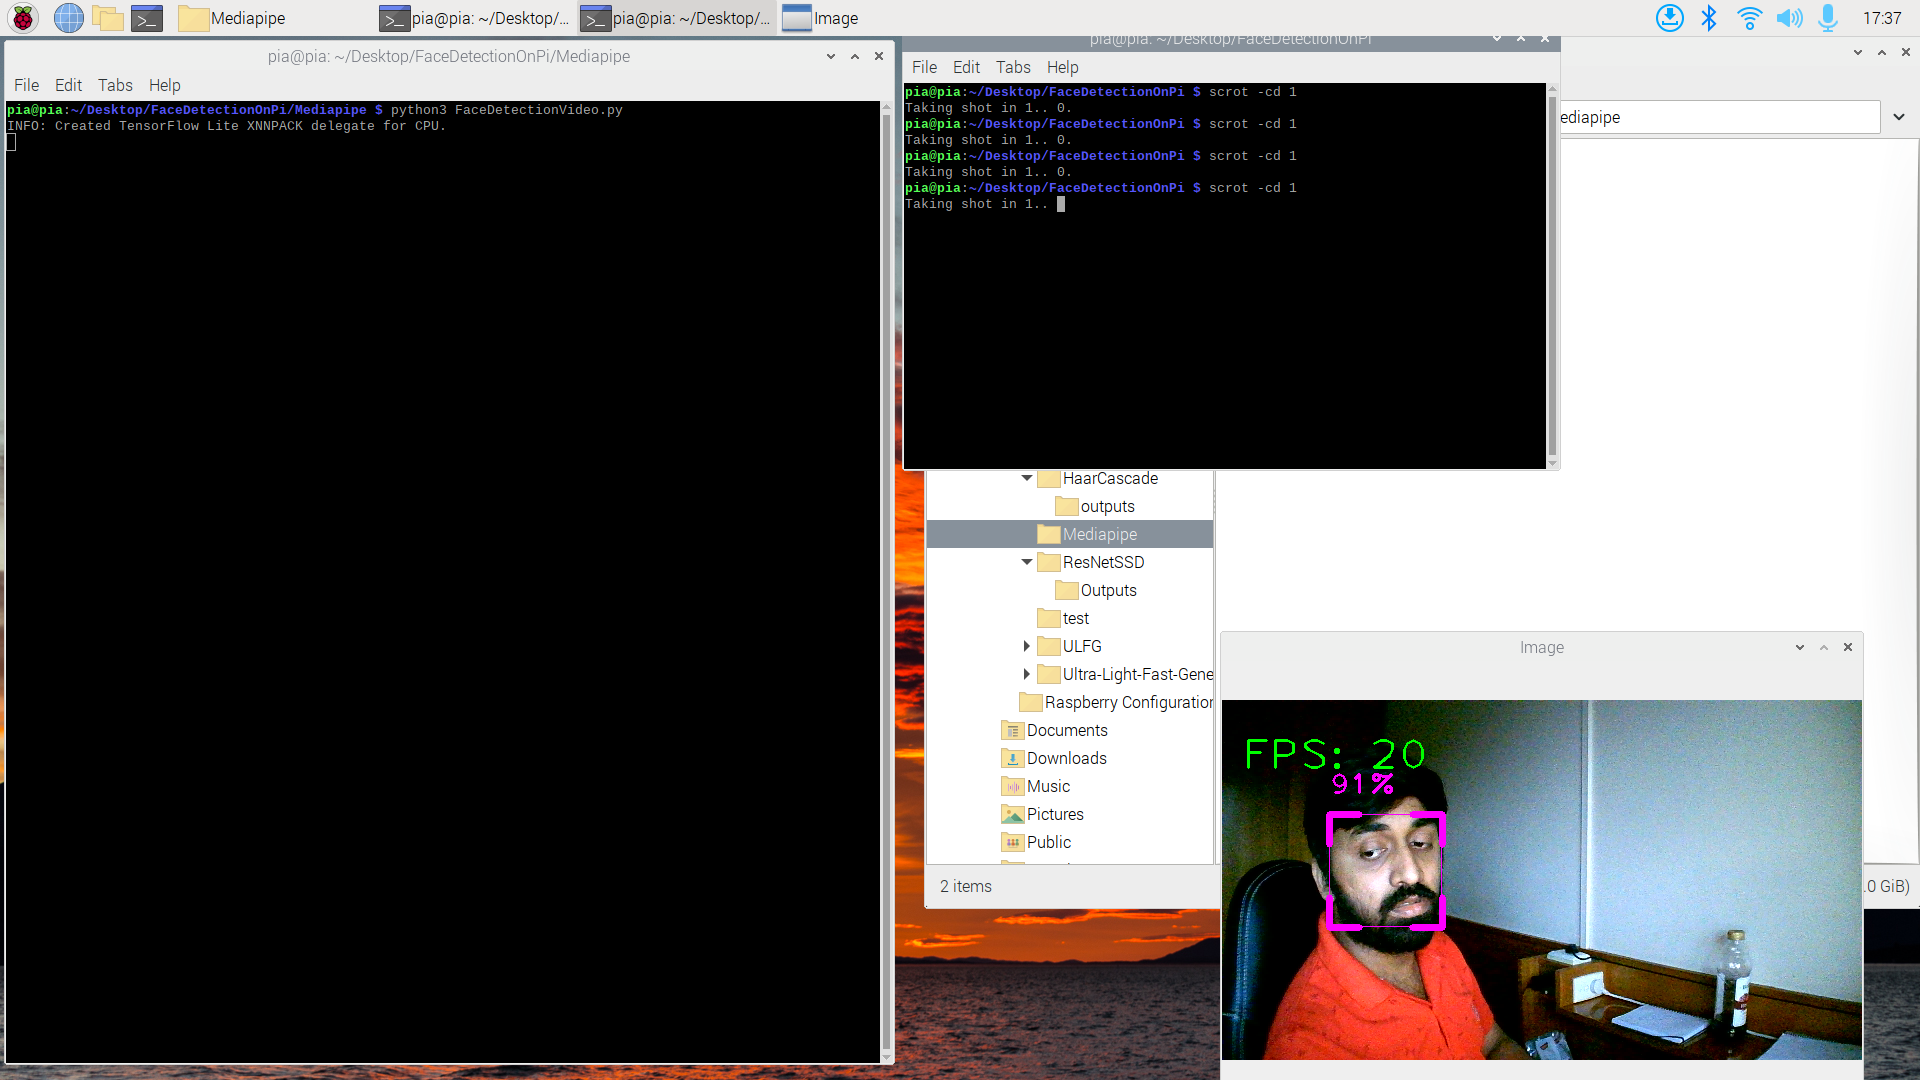 Mediapipe
pia@pia: ~/Desktop/...
pia@pia: ~/Desktop/...
Image
17:37
pia@pia: ~/Desktop/FaceDetectionOnPi/Mediapipe
File Edit Tabs Help
pia@pia:~/Desktop/FaceDetectionOnPi/Mediapipe $ python3 FaceDetectionVideo.py
INFO: Created TensorFlow Lite XNNPACK delegate for CPU.
pia@pia: ~/Desktop/FaceDetectionOnPi
File Edit Tabs Help
pia@pia:~/Desktop/FaceDetectionOnPi $ scrot -cd 1
Taking shot in 1.. 0.
pia@pia:~/Desktop/FaceDetectionOnPi $ scrot -cd 1
Taking shot in 1.. 0.
pia@pia:~/Desktop/FaceDetectionOnPi $ scrot -cd 1
Taking shot in 1.. 0.
pia@pia:~/Desktop/FaceDetectionOnPi $ scrot -cd 1
Taking shot in 1..
ediapipe
HaarCascade
outputs
Mediapipe
ResNetSSD
Outputs
test
ULFG
Ultra-Light-Fast-Gene
Raspberry Configuration
Documents
Downloads
Music
Pictures
Public
2 items
.0 GiB)
Image
FPS: 20
91%